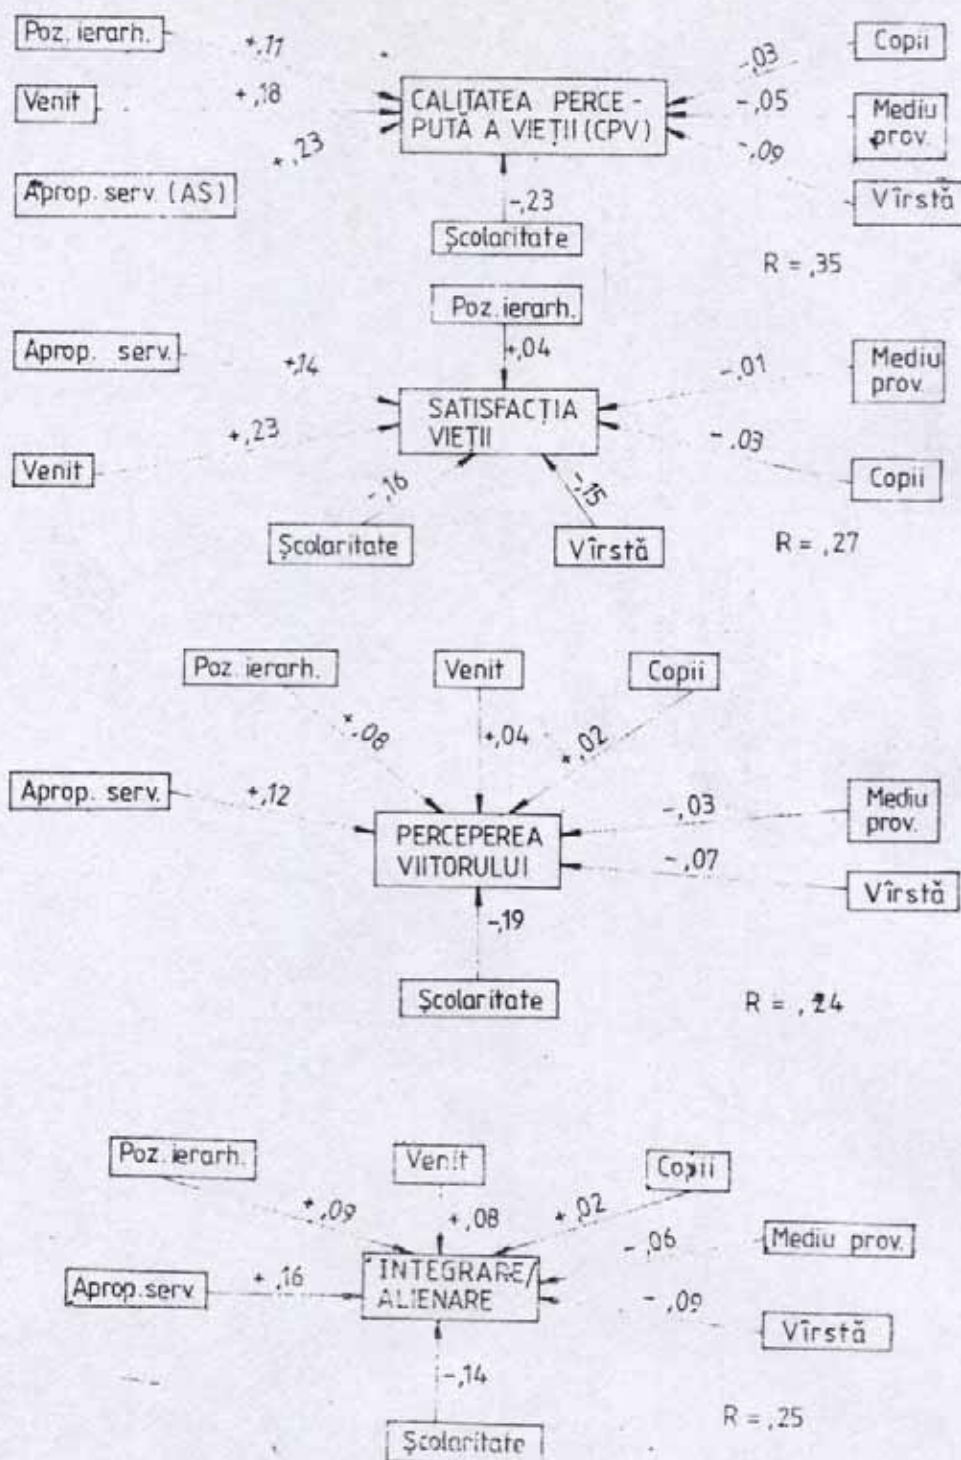 Poz. ierarh.
+,11
-,03
Copii
Venit
+,18
CALITATEA PERCE-
PUTĂ A VIEȚII (CPV)
-,05
Mediu
prov.
Aprop. serv. (AS)
+,23
-,09
Vîrstă
-,23
Școlaritate
R = ,35
Poz. ierarh.
Aprop. serv.
+,14
+,04
-,01
Mediu
prov.
SATISFACȚIA
VIEȚII
Venit
+,23
-,03
Copii
-,16
-,15
Școlaritate
Vîrstă
R = ,27
Poz. ierarh.
Venit
Copii
+,08
+,04
+,02
Aprop. serv.
+,12
PERCEPEREA
VIITORULUI
-,03
Mediu
prov.
-,07
Vîrstă
-,19
Școlaritate
R = ,24
Poz. ierarh.
Venit
Copii
+,09
+,08
+,02
Aprop. serv.
+,16
INTEGRARE/
ALIENARE
-,06
Mediu prov.
-,09
Vîrstă
-,14
Școlaritate
R = ,25